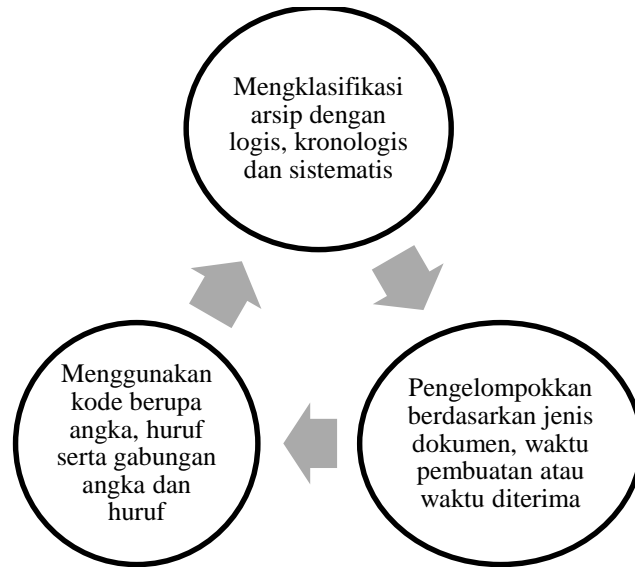 Mengklasifikasi
arsip dengan
logis, kronologis
dan sistematis
Pengelompokkan
berdasarkan jenis
dokumen, waktu
pembuatan atau
waktu diterima
Menggunakan
kode berupa
angka, huruf
serta gabungan
angka dan
huruf